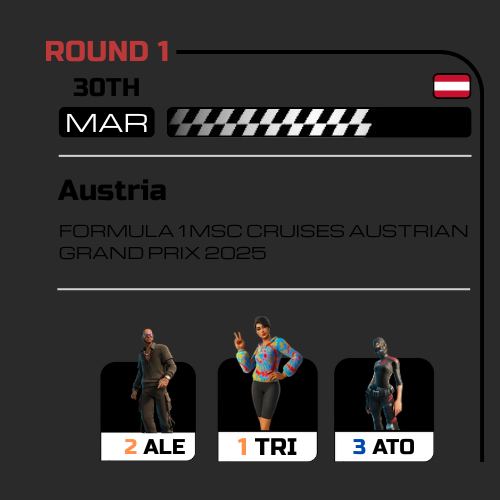 ROUND 1
30TH
MAR
Austria
FORMULA 1 MSC CRUISES AUSTRIAN
GRAND PRIX 2025
2 ALE
1 TRI
3 ATO